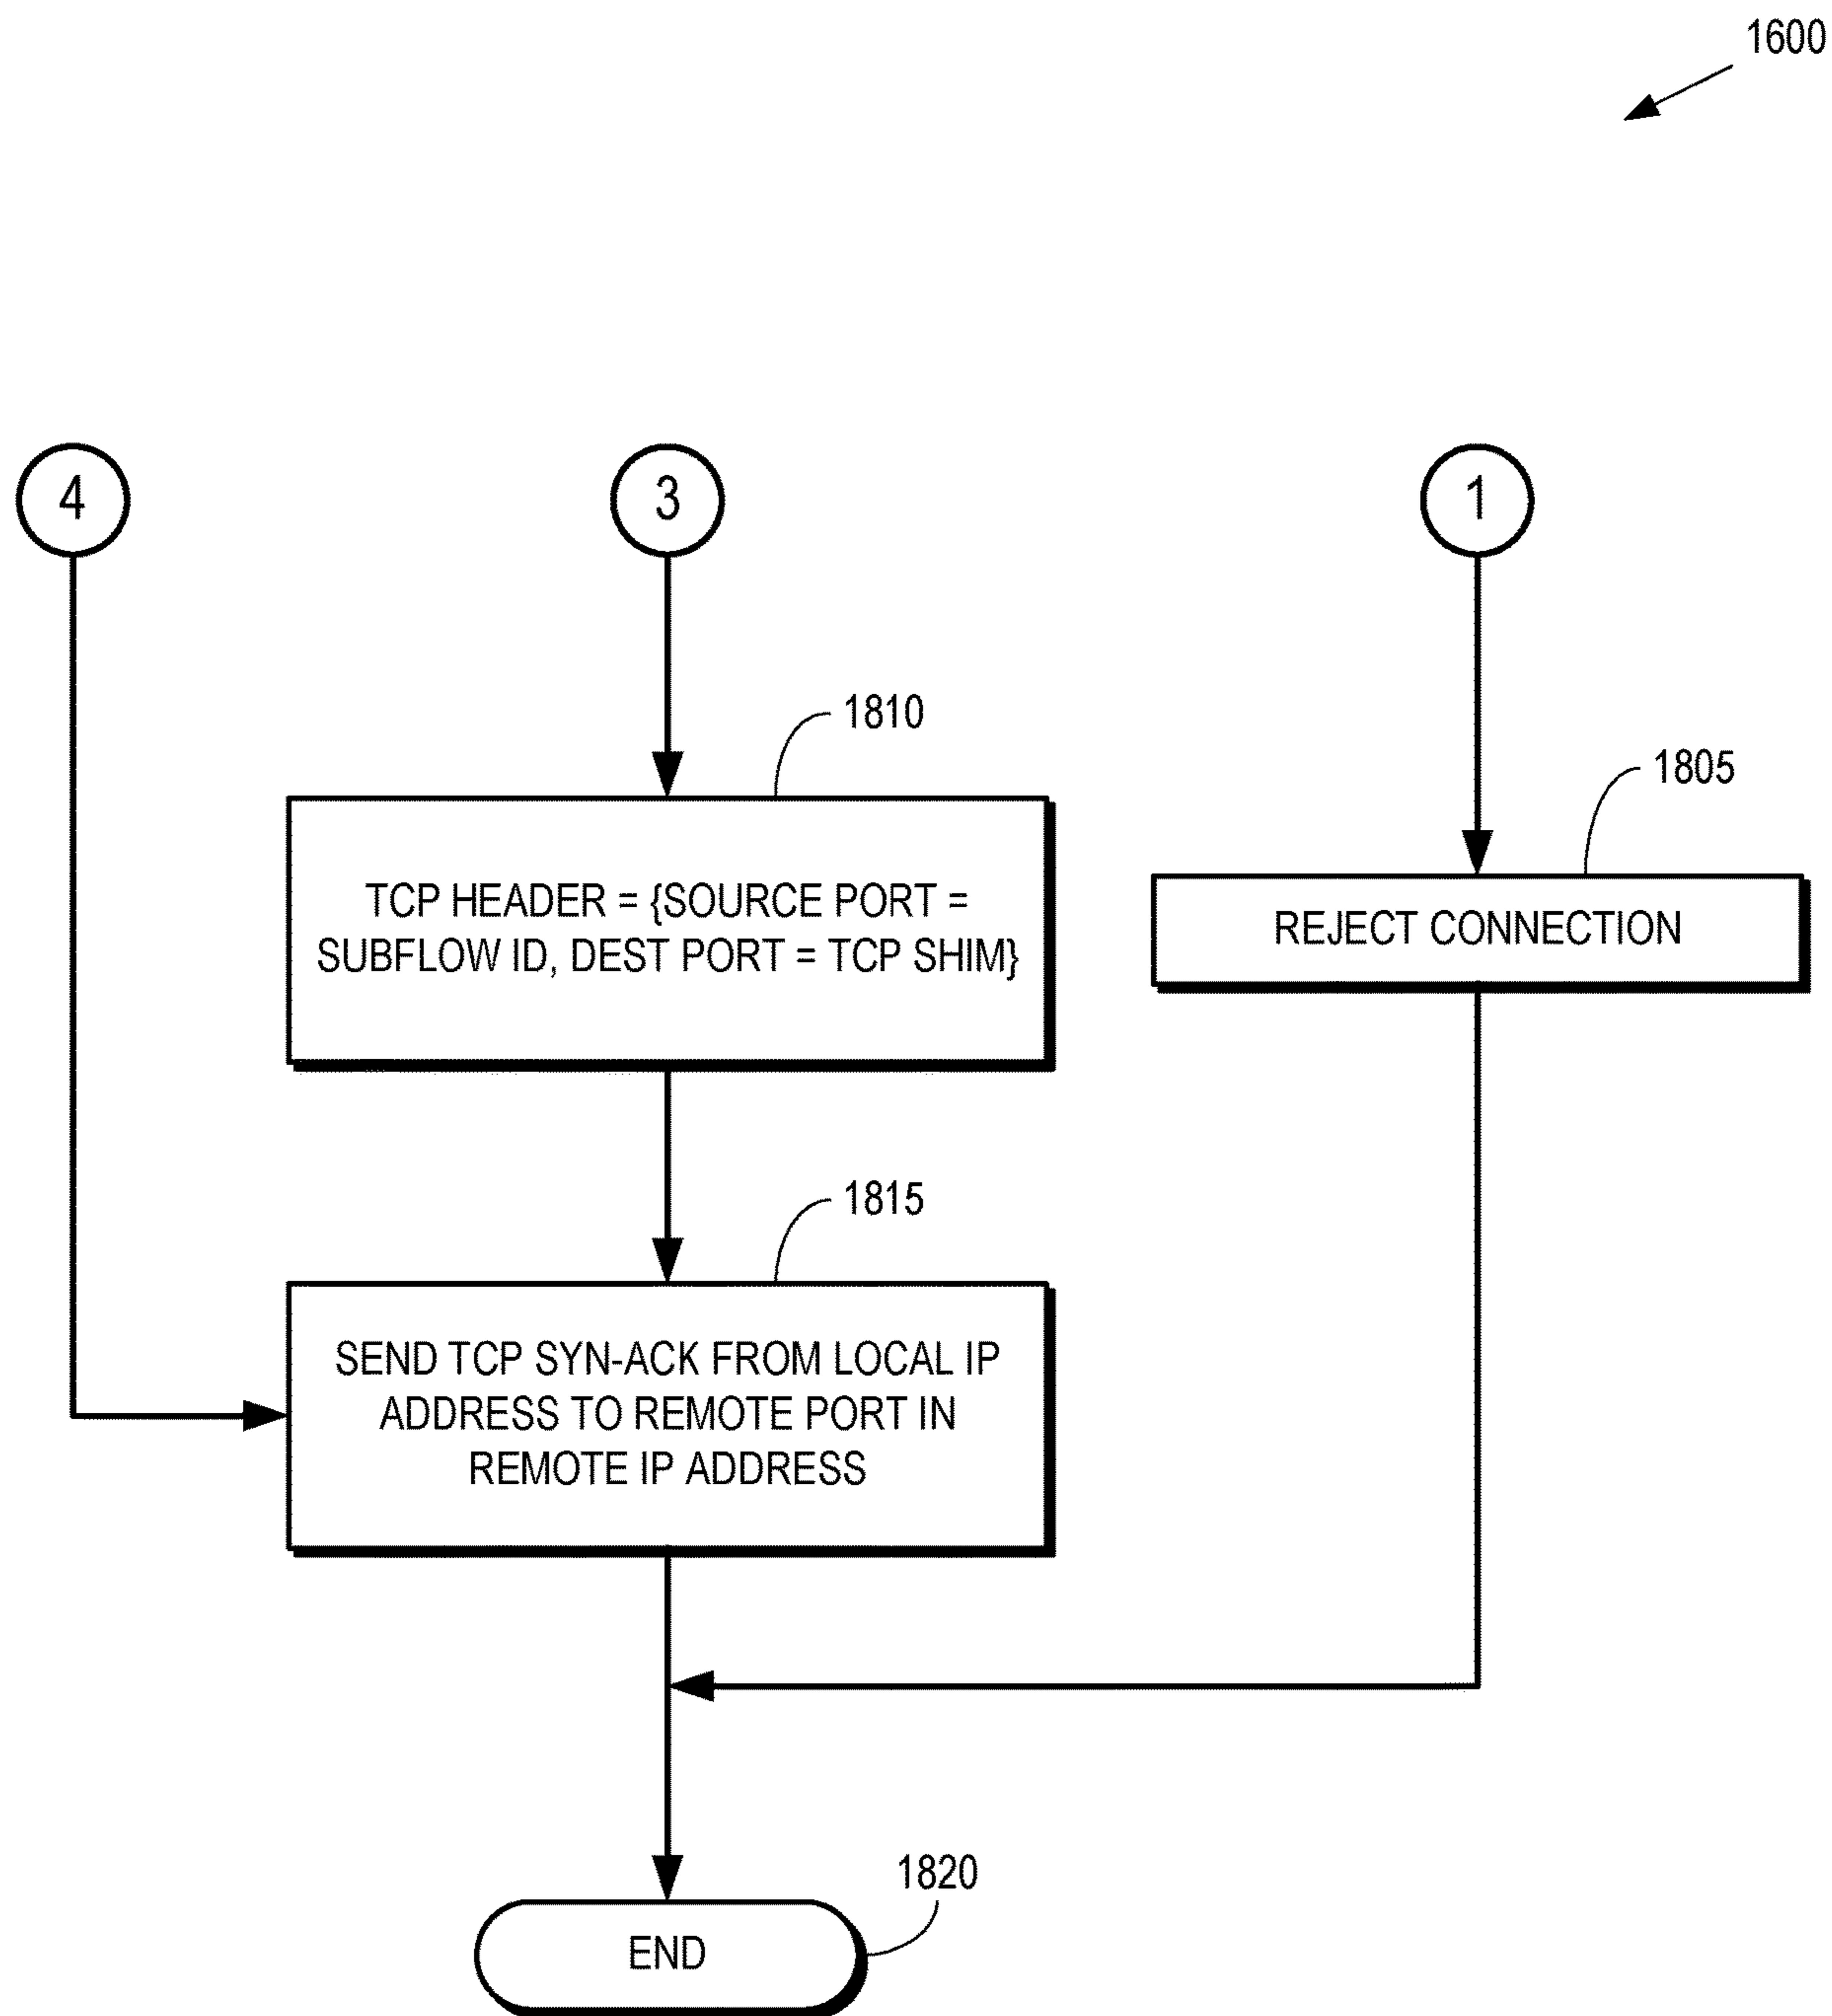 1600
4
3
1
1810
1805
TCP HEADER = {SOURCE PORT =
SUBFLOW ID, DEST PORT = TCP SHIM}
REJECT CONNECTION
1815
SEND TCP SYN-ACK FROM LOCAL IP
ADDRESS TO REMOTE PORT IN
REMOTE IP ADDRESS
1820
END